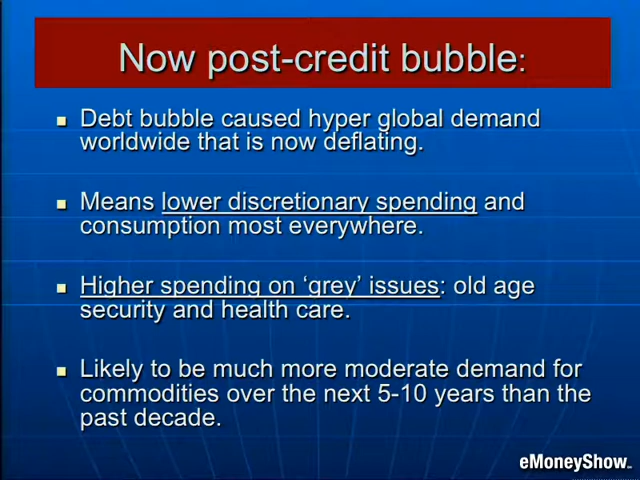 Now post-credit bubble:
Debt bubble caused hyper global demand
worldwide that is now deflating.
Means lower discretionary spending and
consumption most everywhere.
Higher spending on ‘grey’ issues: old age
security and health care.
Likely to be much more moderate demand for
commodities over the next 5-10 years than the
past decade.
eMoneyShow